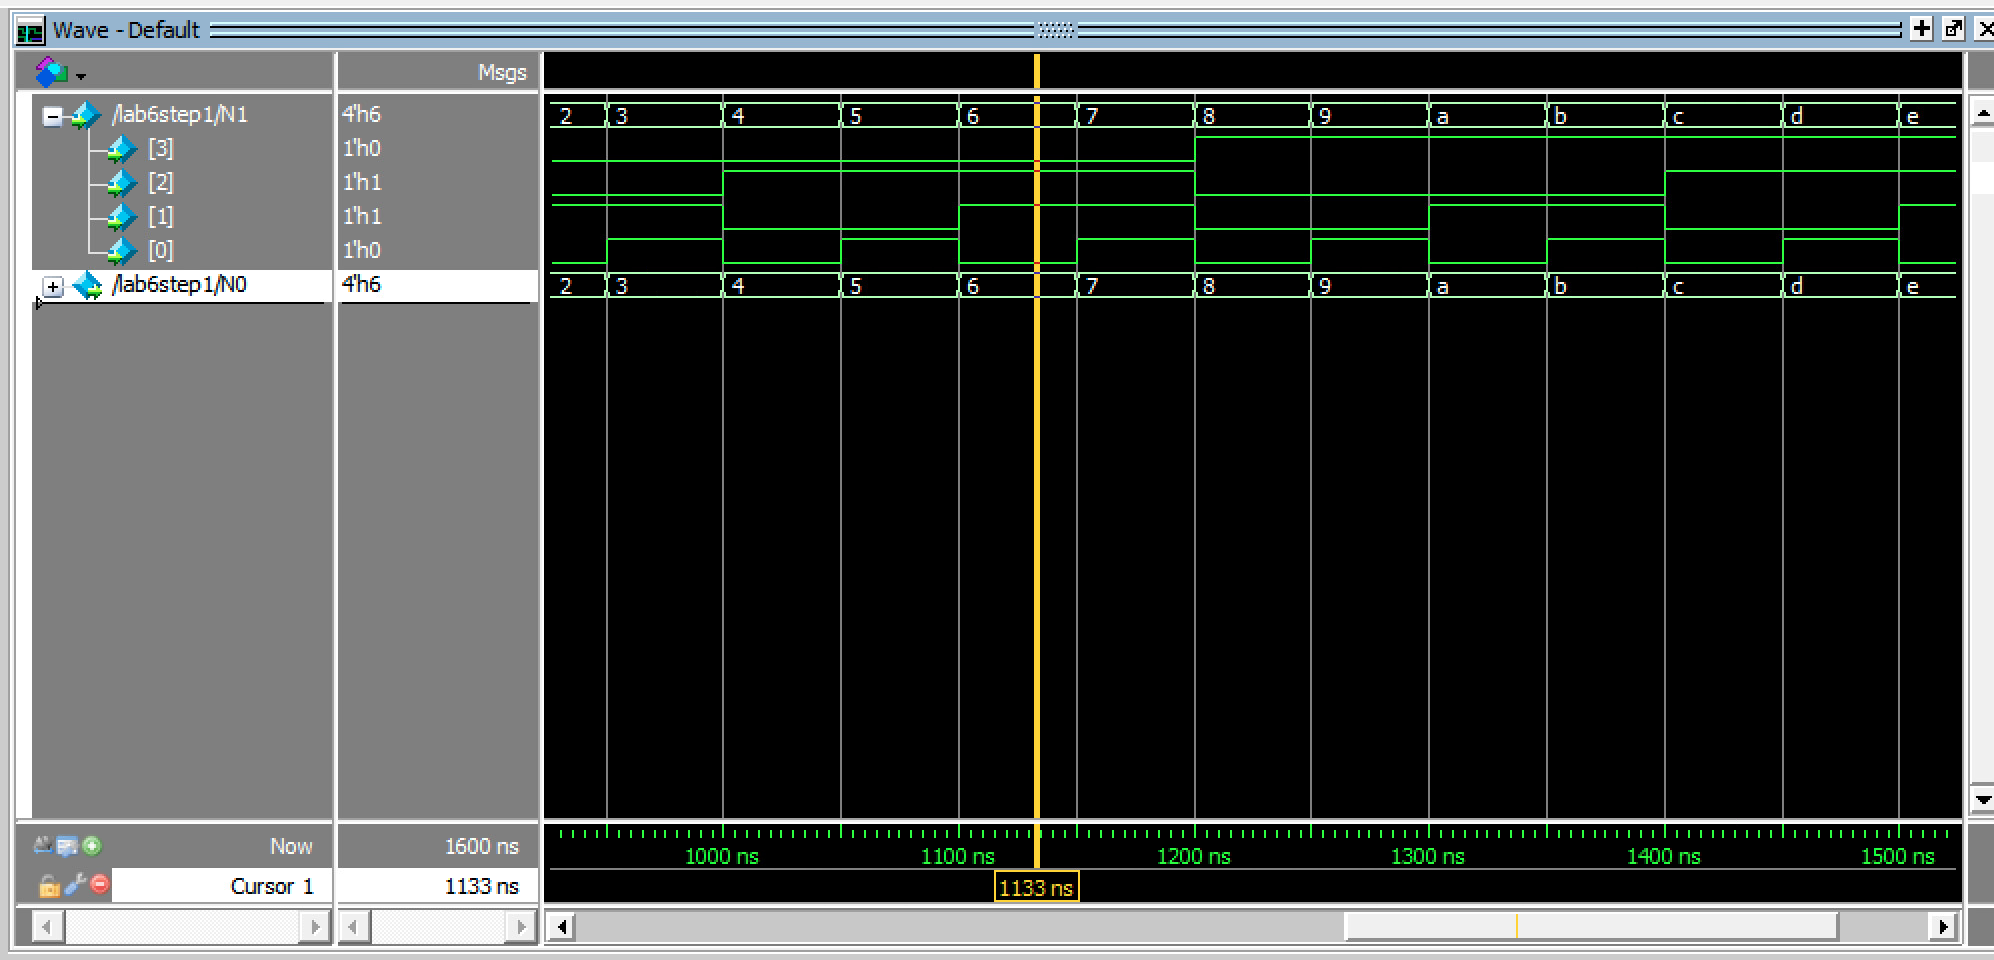 Wave - Default
Msgs
/lab6step1/N1 4'h6 2 3 4 5 6 7 8 9 a b c d e
[3] 1'h0
[2] 1'h1
[1] 1'h1
[0] 1'h0
/lab6step1/N0 4'h6 2 3 4 5 6 7 8 9 a b c d e
Now 1600 ns 1000 ns 1100 ns 1200 ns 1300 ns 1400 ns 1500 ns
Cursor 1 1133 ns 1133 ns